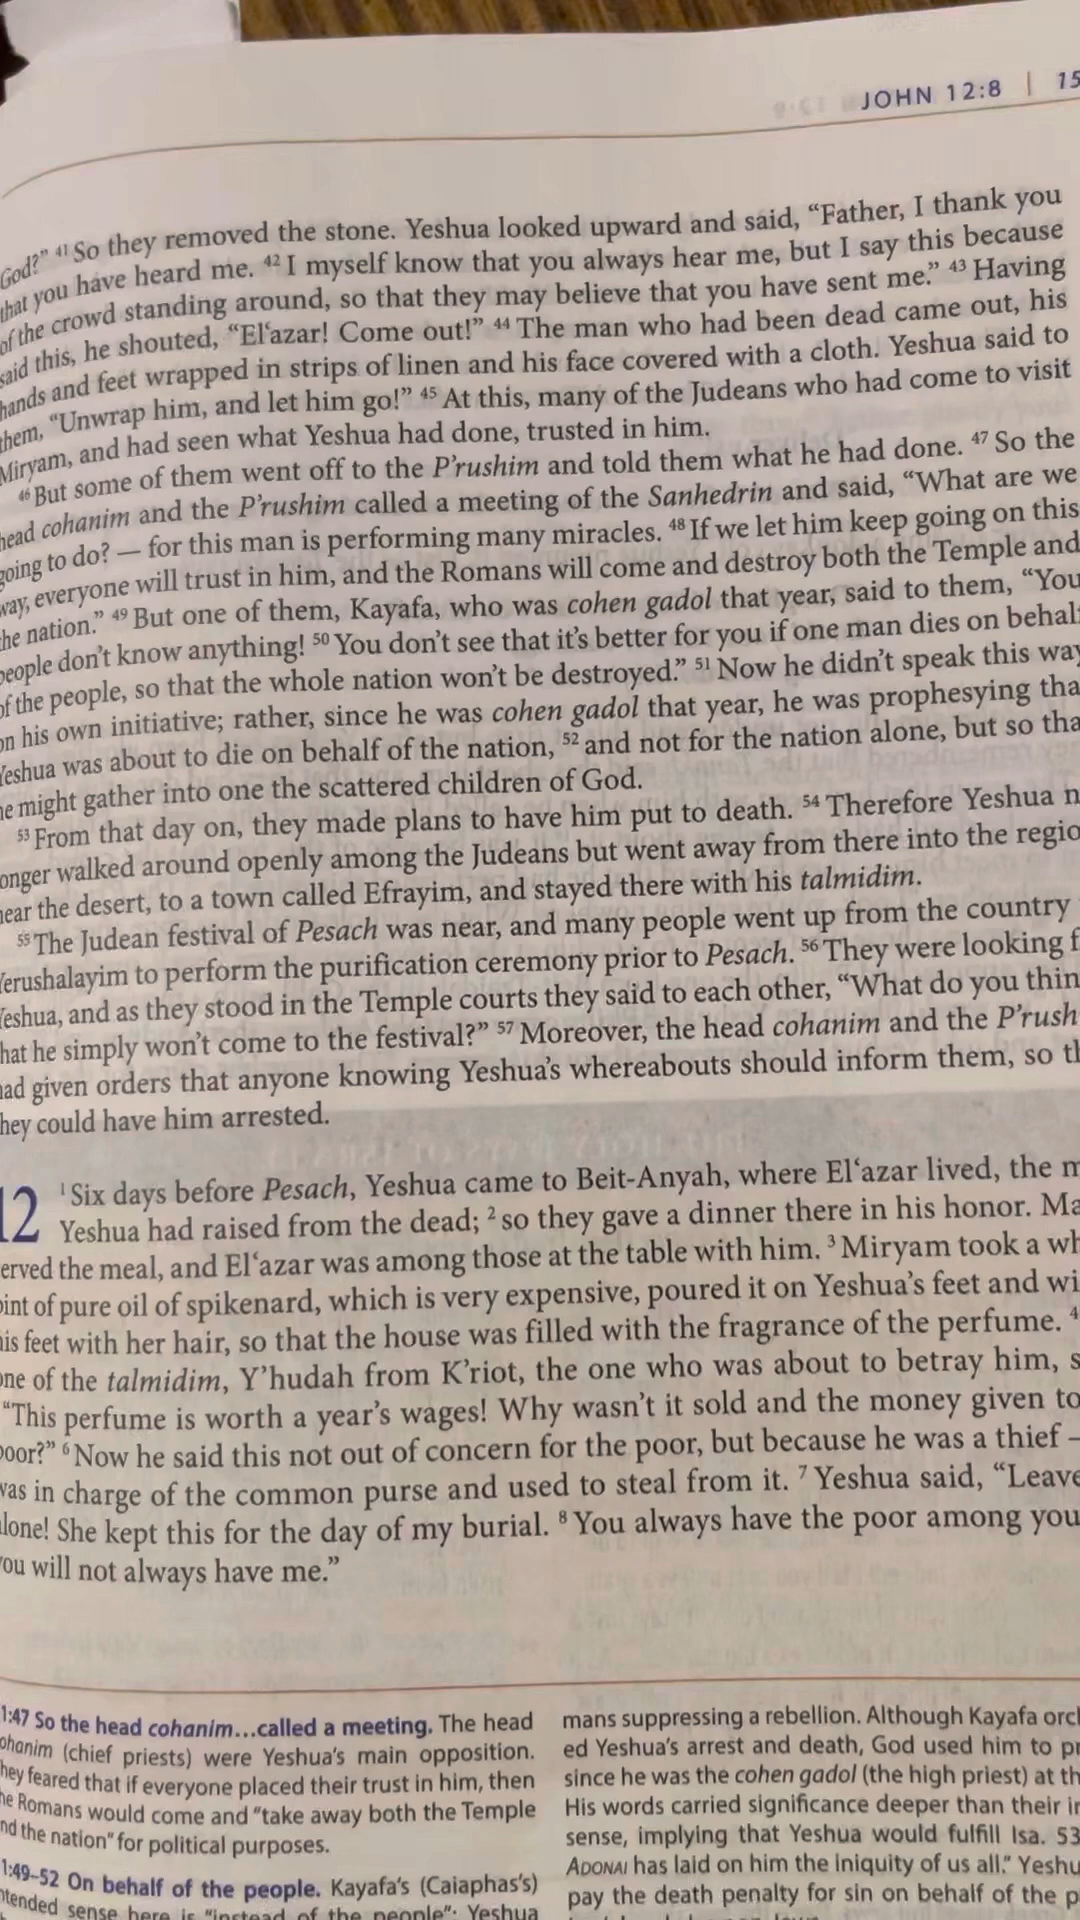 JOHN 12:8 | 15
God?” ⁴¹ So they removed the stone. Yeshua looked upward and said, “Father, I thank you
that you have heard me. ⁴² I myself know that you always hear me, but I say this because
of the crowd standing around, so that they may believe that you have sent me.” ⁴³ Having
said this, he shouted, “El‘azar! Come out!” ⁴⁴ The man who had been dead came out, his
hands and feet wrapped in strips of linen and his face covered with a cloth. Yeshua said to
them, “Unwrap him, and let him go!” ⁴⁵ At this, many of the Judeans who had come to visit
Miryam, and had seen what Yeshua had done, trusted in him.
⁴⁶ But some of them went off to the P’rushim and told them what he had done. ⁴⁷ So the
head cohanim and the P’rushim called a meeting of the Sanhedrin and said, “What are we
going to do? — for this man is performing many miracles. ⁴⁸ If we let him keep going on this
way, everyone will trust in him, and the Romans will come and destroy both the Temple and
the nation.” ⁴⁹ But one of them, Kayafa, who was cohen gadol that year, said to them, “You
people don’t know anything! ⁵⁰ You don’t see that it’s better for you if one man dies on behalf
of the people, so that the whole nation won’t be destroyed.” ⁵¹ Now he didn’t speak this way
on his own initiative; rather, since he was cohen gadol that year, he was prophesying tha
Yeshua was about to die on behalf of the nation, ⁵² and not for the nation alone, but so tha
he might gather into one the scattered children of God.
⁵³ From that day on, they made plans to have him put to death. ⁵⁴ Therefore Yeshua n
onger walked around openly among the Judeans but went away from there into the regio
near the desert, to a town called Efrayim, and stayed there with his talmidim.
⁵⁵ The Judean festival of Pesach was near, and many people went up from the country
Yerushalayim to perform the purification ceremony prior to Pesach. ⁵⁶ They were looking f
Yeshua, and as they stood in the Temple courts they said to each other, “What do you thin
hat he simply won’t come to the festival?” ⁵⁷ Moreover, the head cohanim and the P’rush
had given orders that anyone knowing Yeshua’s whereabouts should inform them, so th
hey could have him arrested.
12 ¹ Six days before Pesach, Yeshua came to Beit-Anyah, where El‘azar lived, the m
Yeshua had raised from the dead; ² so they gave a dinner there in his honor. Ma
erved the meal, and El‘azar was among those at the table with him. ³ Miryam took a wh
oint of pure oil of spikenard, which is very expensive, poured it on Yeshua’s feet and wi
his feet with her hair, so that the house was filled with the fragrance of the perfume. ⁴
one of the talmidim, Y’hudah from K’riot, the one who was about to betray him, s
“This perfume is worth a year’s wages! Why wasn’t it sold and the money given to
poor?” ⁶ Now he said this not out of concern for the poor, but because he was a thief –
was in charge of the common purse and used to steal from it. ⁷ Yeshua said, “Leave
alone! She kept this for the day of my burial. ⁸ You always have the poor among you
you will not always have me.”
1:47 So the head cohanim...called a meeting. The head
ohanim (chief priests) were Yeshua’s main opposition.
hey feared that if everyone placed their trust in him, then
he Romans would come and “take away both the Temple
nd the nation” for political purposes.
1:49–52 On behalf of the people. Kayafa’s (Caiaphas’s)
ntended sense here is “instead of the people”: Yeshua
mans suppressing a rebellion. Although Kayafa orch
ed Yeshua’s arrest and death, God used him to pr
since he was the cohen gadol (the high priest) at th
His words carried significance deeper than their in
sense, implying that Yeshua would fulfill Isa. 53
ADONAI has laid on him the iniquity of us all.” Yeshu
pay the death penalty for sin on behalf of the p